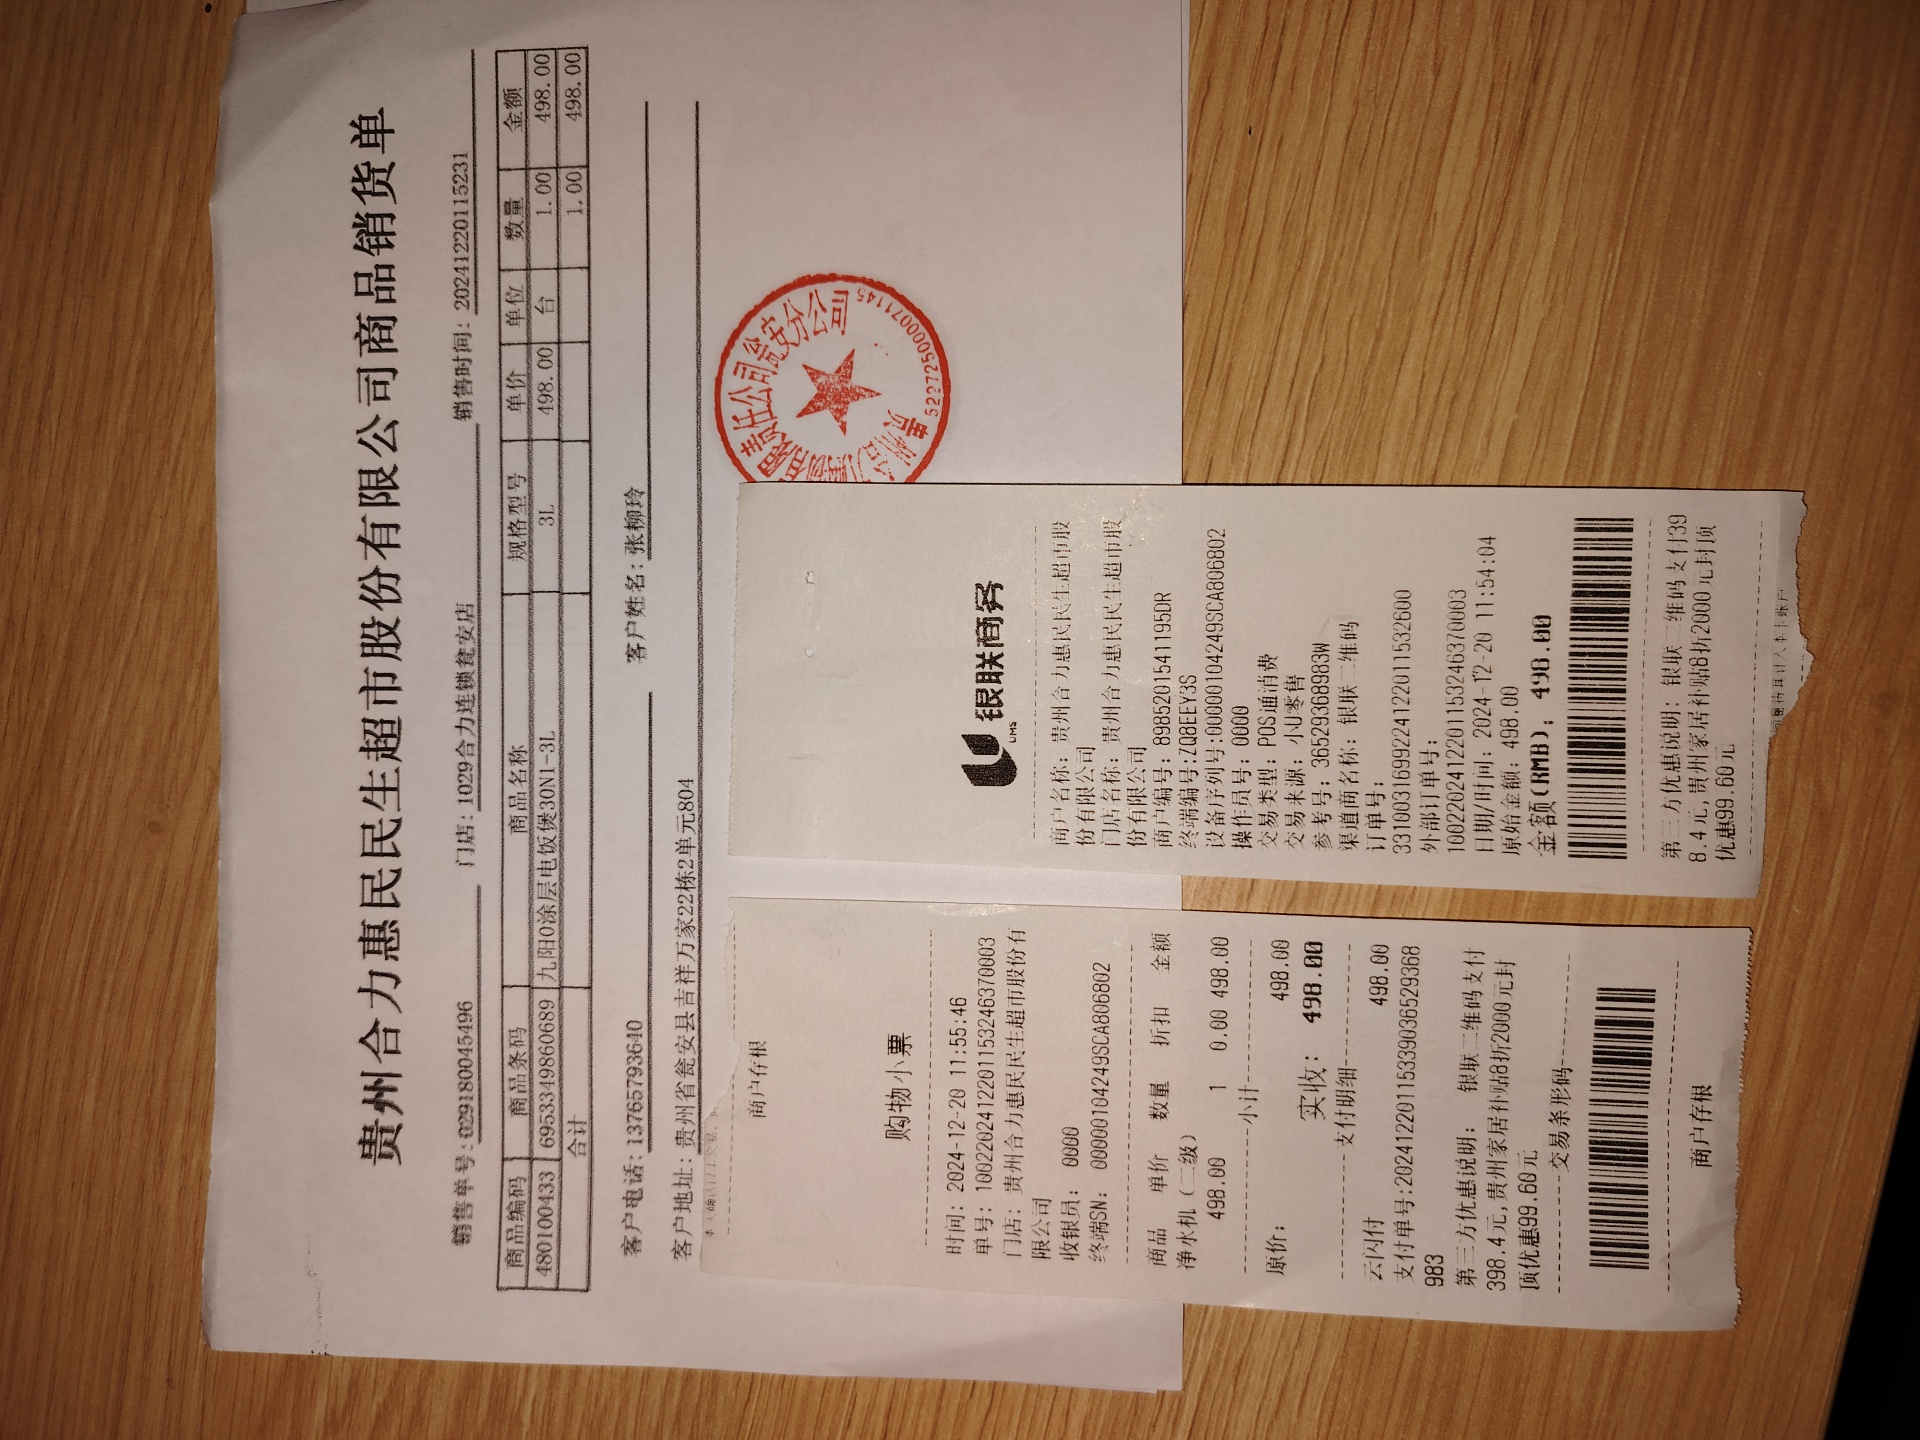 贵州合力惠民民生超市股份有限公司商品销货单
销售单号:029180045496 门店:1029合力连锁瓮安店 销售时间:20241220115231
商品编码 商品条码 商品名称 规格型号 单价 单位 数量 金额
480100433 6953349860689 九阳0涂层电饭煲30N1-3L 3L 498.00 台 1.00 498.00
合计 1.00 498.00
客户电话:13765793640 客户姓名:张柳玲
客户地址:贵州省瓮安县吉祥万家22栋2单元804
责任公司瓮安分公司
5227250000071145
商户存根
购物小票
时间: 2024-12-20 11:55:46
单号: 1002202412201153246370003
门店: 贵州合力惠民民生超市股份有
限公司
收银员: 0000
终端SN: 00000104249SCA806802
商品 单价 数量 折扣 金额
净水机(二级)
498.00 1 0.00 498.00
小计
原价: 498.00
实收: 498.00
支付明细
云闪付 498.00
支付单号:20241220115339036529368
983
第三方优惠说明: 银联二维码支付
398.4元,贵州家居补贴8折2000元封
顶优惠99.60元
交易条形码
商户存根
银联商务
UMS
商户名称: 贵州合力惠民民生超市股
份有限公司
门店名称: 贵州合力惠民民生超市股
份有限公司
商户编号: 89852015411195DR
终端编号:ZQ8EEY3S
设备序列号:00000104249SCA806802
操作员号: 0000
交易类型: POS通消费
交易来源: 小U零售
参考号: 36529368983W
渠道商名称: 银联二维码
订单号:
3310031699224122011532600
外部订单号:
1002202412201153246370003
日期/时间: 2024-12-20 11:54:04
原始金额: 498.00
金额(RMB): 498.00
第三方优惠说明: 银联二维码支付39
8.4元,贵州家居补贴8折2000元封顶
优惠99.60元